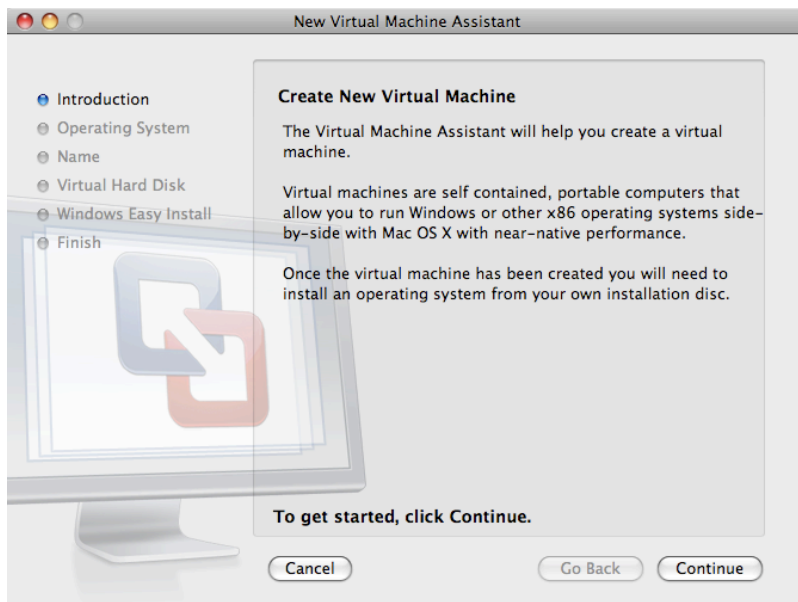 New Virtual Machine Assistant
Introduction
Operating System
Name
Virtual Hard Disk
Windows Easy Install
Finish
Create New Virtual Machine
The Virtual Machine Assistant will help you create a virtual
machine.
Virtual machines are self contained, portable computers that
allow you to run Windows or other x86 operating systems side-
by-side with Mac OS X with near-native performance.
Once the virtual machine has been created you will need to
install an operating system from your own installation disc.
To get started, click Continue.
Cancel
Go Back
Continue